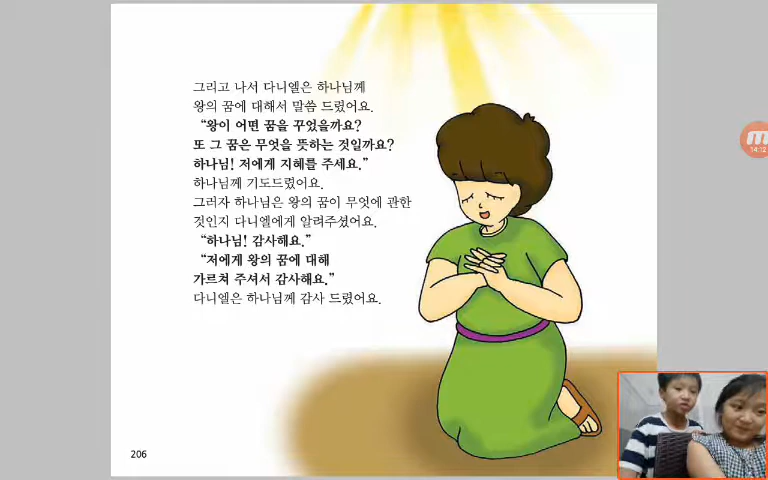 그리고 나서 다니엘은 하나님께
왕의 꿈에 대해서 말씀 드렸어요.
“왕이 어떤 꿈을 꾸었을까요?
또 그 꿈은 무엇을 뜻하는 것일까요?
하나님! 저에게 지혜를 주세요.”
하나님께 기도드렸어요.
그러자 하나님은 왕의 꿈이 무엇에 관한
것인지 다니엘에게 알려주셨어요.
“하나님! 감사해요.”
“저에게 왕의 꿈에 대해
가르쳐 주셔서 감사해요.”
다니엘은 하나님께 감사 드렸어요.
206
14:12